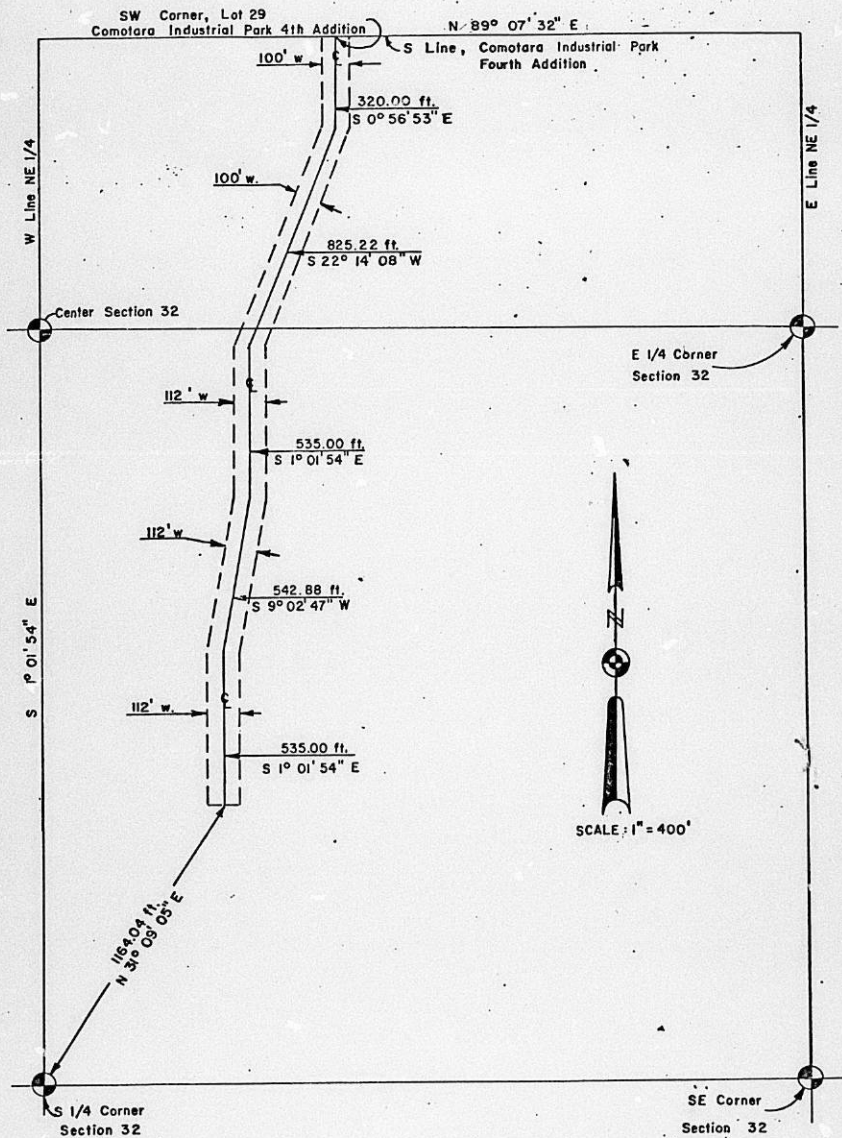 SW Corner, Lot 29
Comotara Industrial Park 4th Addition
N 89° 07' 32" E
S Line, Comotara Industrial Park
Fourth Addition
100' w
℄
320.00 ft.
S 0° 56' 53" E
W Line NE 1/4
E Line NE 1/4
100' w.
825.22 ft.
S 22° 14' 08" W
Center Section 32
E 1/4 Corner
Section 32
℄
112' w
535.00 ft.
S 1° 01' 54" E
112' w
542.88 ft.
S 9° 02' 47" W
N
S 1° 01' 54" E
℄
112' w.
535.00 ft.
S 1° 01' 54" E
SCALE : 1" = 400'
1164.04 ft.
N 31° 09' 05" E
S 1/4 Corner
Section 32
SE Corner
Section 32